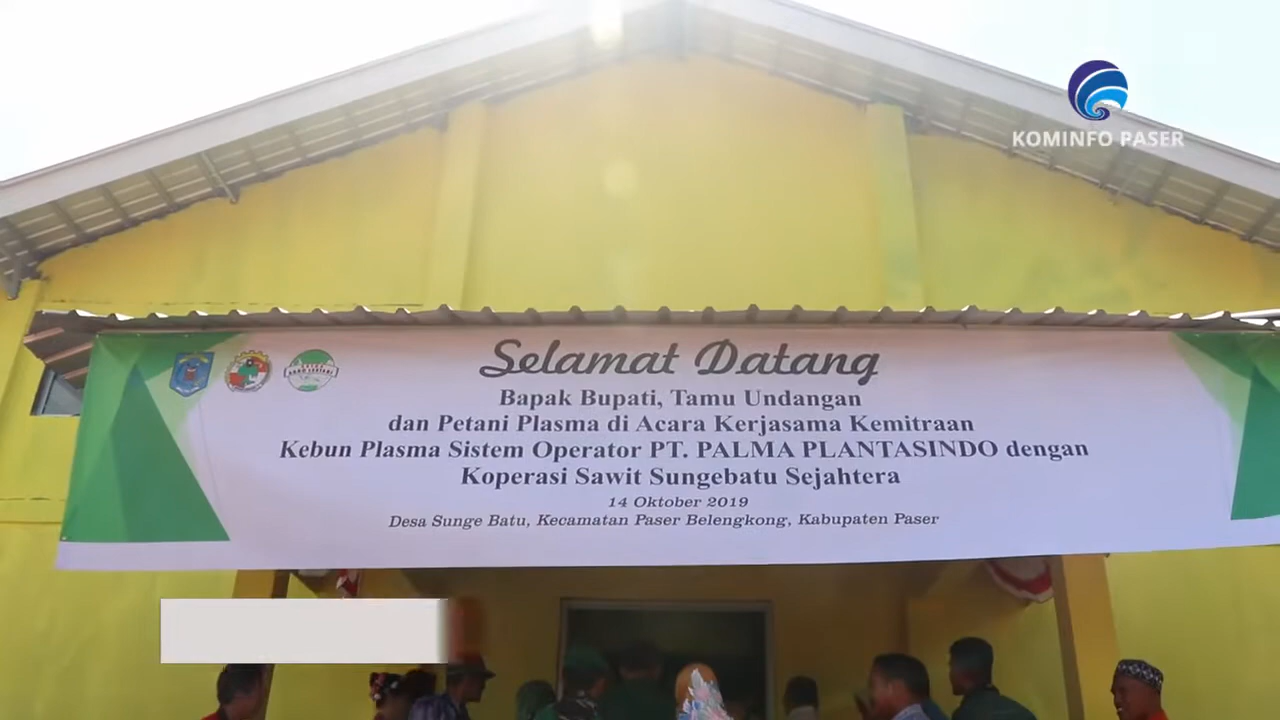 KOMINFO PASER
Selamat Datang
Bapak Bupati, Tamu Undangan
dan Petani Plasma di Acara Kerjasama Kemitraan
Kebun Plasma Sistem Operator PT. PALMA PLANTASINDO dengan
Koperasi Sawit Sungebatu Sejahtera
14 Oktober 2019
Desa Sunge Batu, Kecamatan Paser Belengkong, Kabupaten Paser